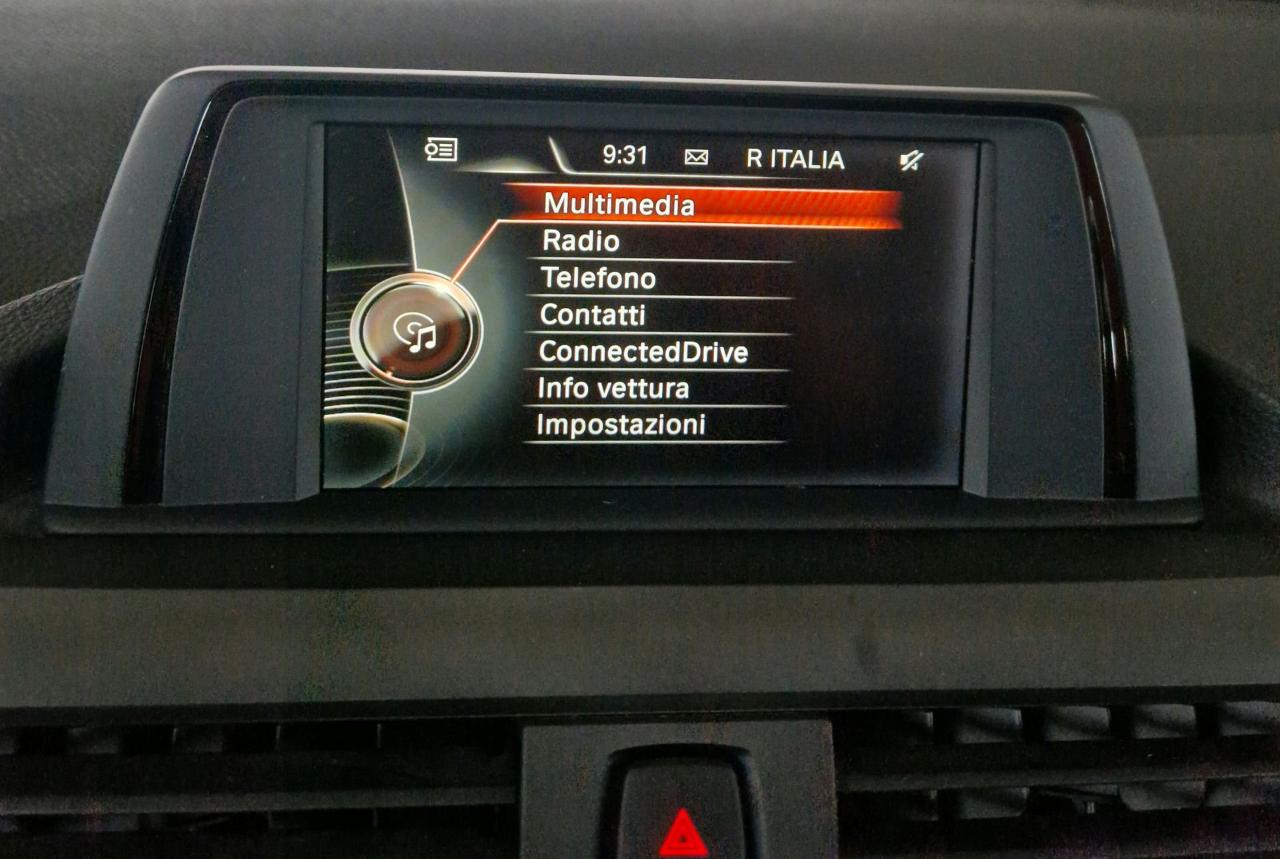 9:31 R ITALIA
Multimedia
Radio
Telefono
Contatti
ConnectedDrive
Info vettura
Impostazioni